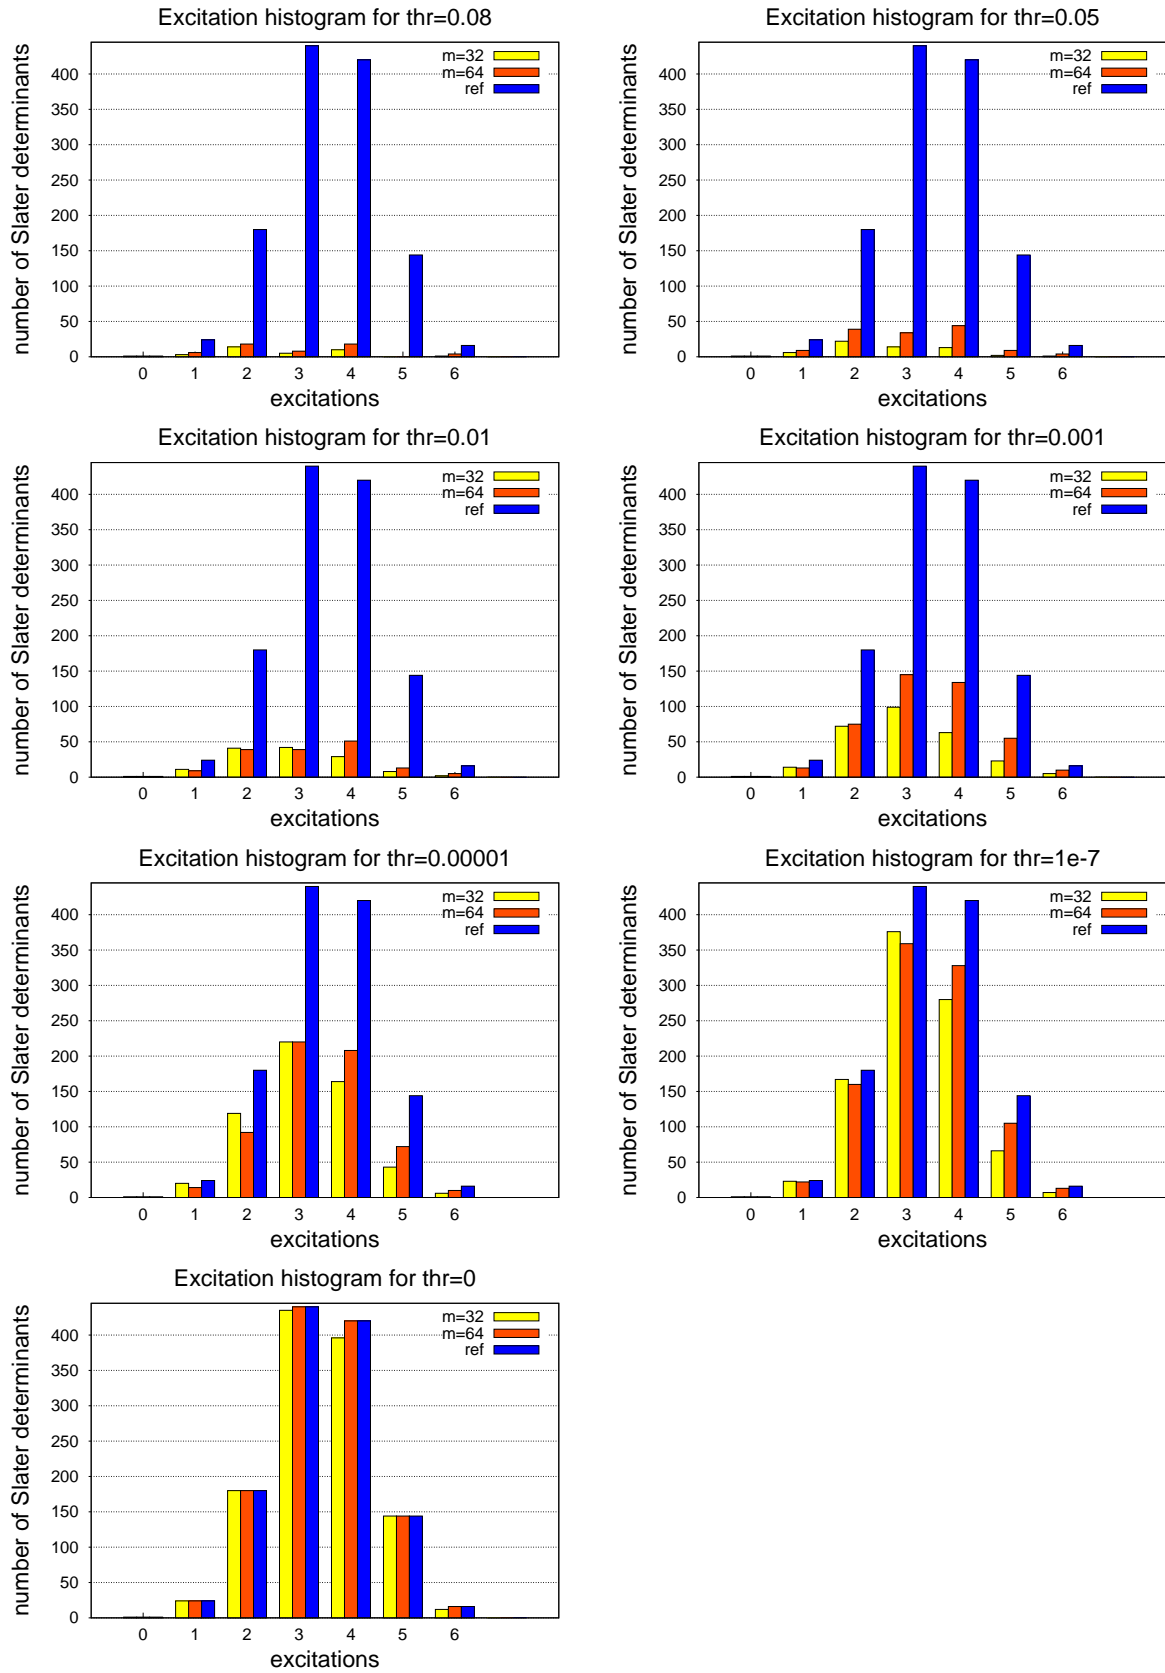 Excitation histogram for thr=0.08
number of Slater determinants
400
350
300
250
200
150
100
50
0
m=32
m=64
ref
0 1 2 3 4 5 6
excitations
Excitation histogram for thr=0.05
number of Slater determinants
400
350
300
250
200
150
100
50
0
m=32
m=64
ref
0 1 2 3 4 5 6
excitations
Excitation histogram for thr=0.01
number of Slater determinants
400
350
300
250
200
150
100
50
0
m=32
m=64
ref
0 1 2 3 4 5 6
excitations
Excitation histogram for thr=0.001
number of Slater determinants
400
350
300
250
200
150
100
50
0
m=32
m=64
ref
0 1 2 3 4 5 6
excitations
Excitation histogram for thr=0.00001
number of Slater determinants
400
350
300
250
200
150
100
50
0
m=32
m=64
ref
0 1 2 3 4 5 6
excitations
Excitation histogram for thr=1e-7
number of Slater determinants
400
350
300
250
200
150
100
50
0
m=32
m=64
ref
0 1 2 3 4 5 6
excitations
Excitation histogram for thr=0
number of Slater determinants
400
350
300
250
200
150
100
50
0
m=32
m=64
ref
0 1 2 3 4 5 6
excitations